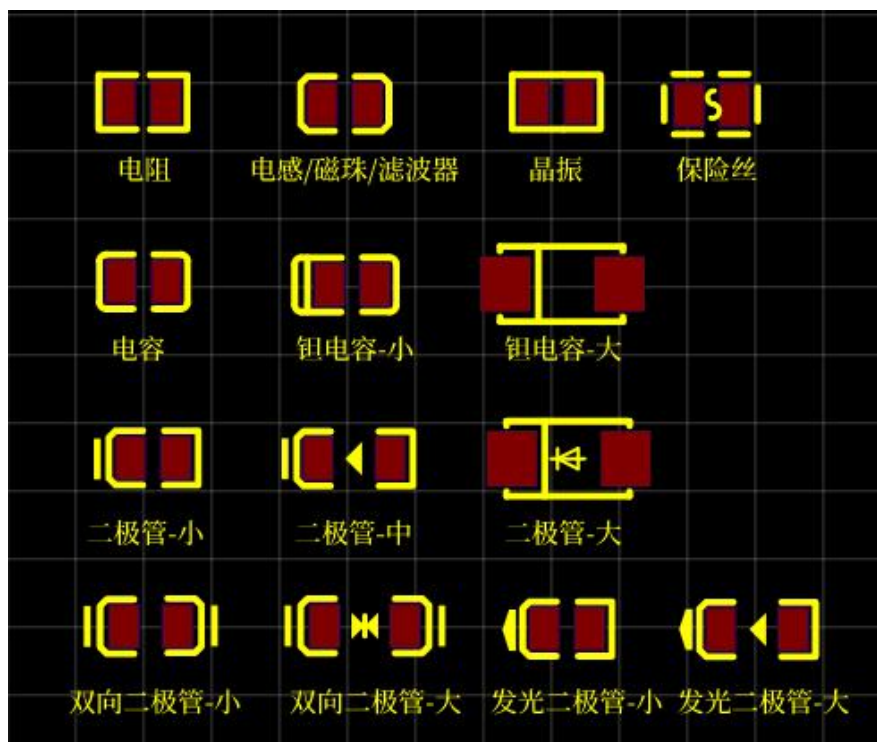 电阻 电感/磁珠/滤波器 晶振 保险丝
电容 钽电容-小 钽电容-大
二极管-小 二极管-中 二极管-大
双向二极管-小 双向二极管-大 发光二极管-小 发光二极管-大